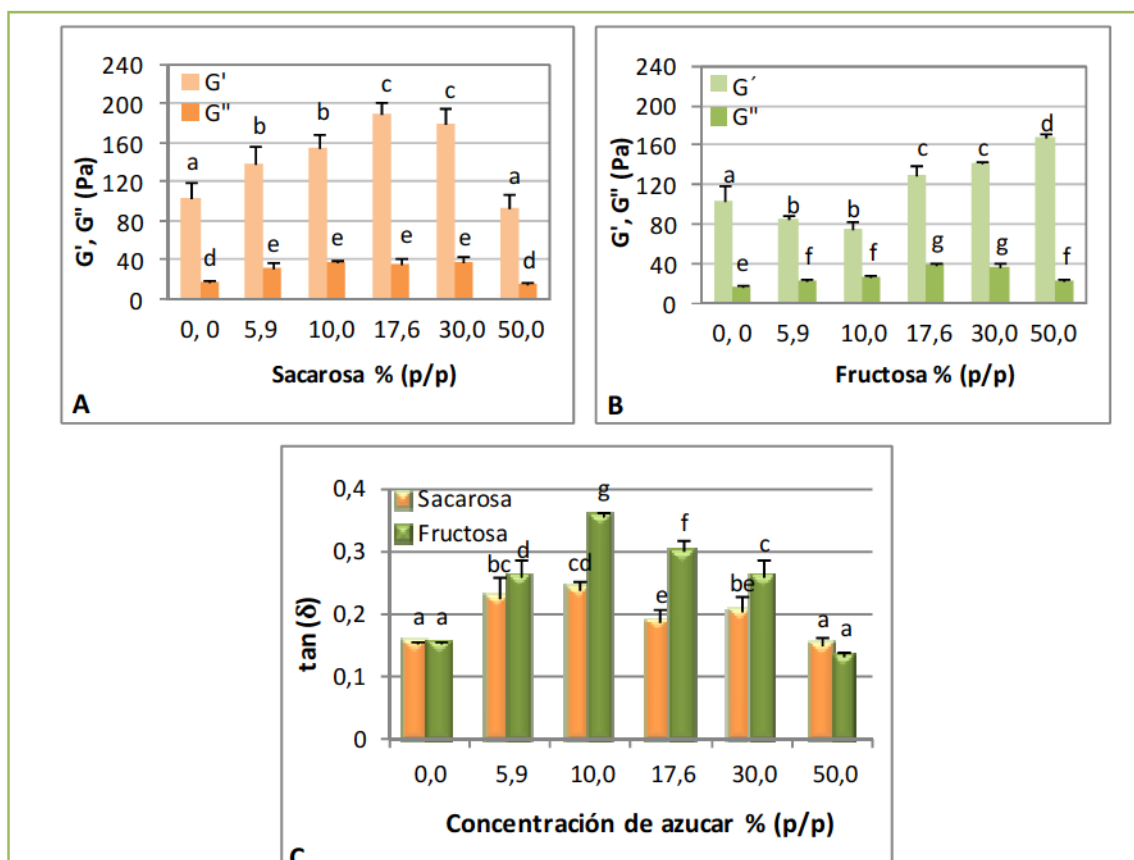 240
200
160
120
80
40
0
G', G" (Pa)
G'
G"
a
b
b
c
c
a
d
e
e
e
e
d
0, 0 5,9 10,0 17,6 30,0 50,0
Sacarosa % (p/p)
A
240
200
160
120
80
40
0
G', G" (Pa)
G´
G"
a
b
b
c
c
d
e
f
f
g
g
f
0, 0 5,9 10,0 17,6 30,0 50,0
Fructosa % (p/p)
B
0,4
0,3
0,2
0,1
0
tan (δ)
Sacarosa
Fructosa
a a
bc d
cd g
e f
be c
a a
0,0 5,9 10,0 17,6 30,0 50,0
Concentración de azucar % (p/p)
C